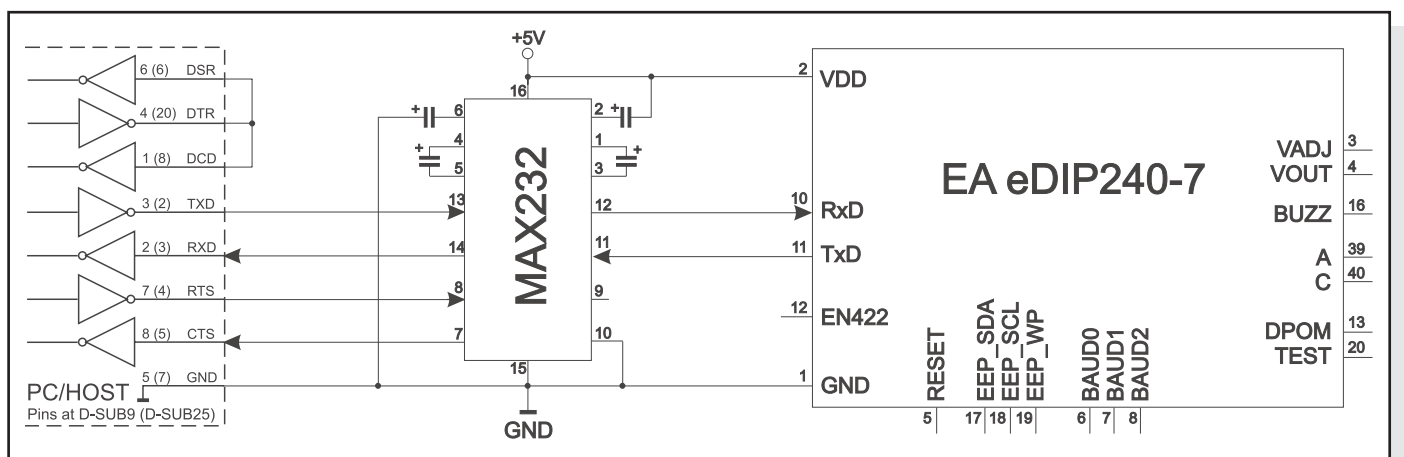 +5V
6 (6) DSR
4 (20) DTR
1 (8) DCD
3 (2) TXD
2 (3) RXD
7 (4) RTS
8 (5) CTS
5 (7) GND
PC/HOST
Pins at D-SUB9 (D-SUB25)
MAX232
16
+ 6
4
+
5
13
14
8
7
15
2 +
1
+
3
12
11
9
10
GND
EA eDIP240-7
2 VDD
10 RxD
11 TxD
12 EN422
1 GND
5 RESET
17 EEP_SDA
18 EEP_SCL
19 EEP_WP
6 BAUD0
7 BAUD1
8 BAUD2
VADJ 3
VOUT 4
BUZZ 16
A 39
C 40
DPOM 13
TEST 20